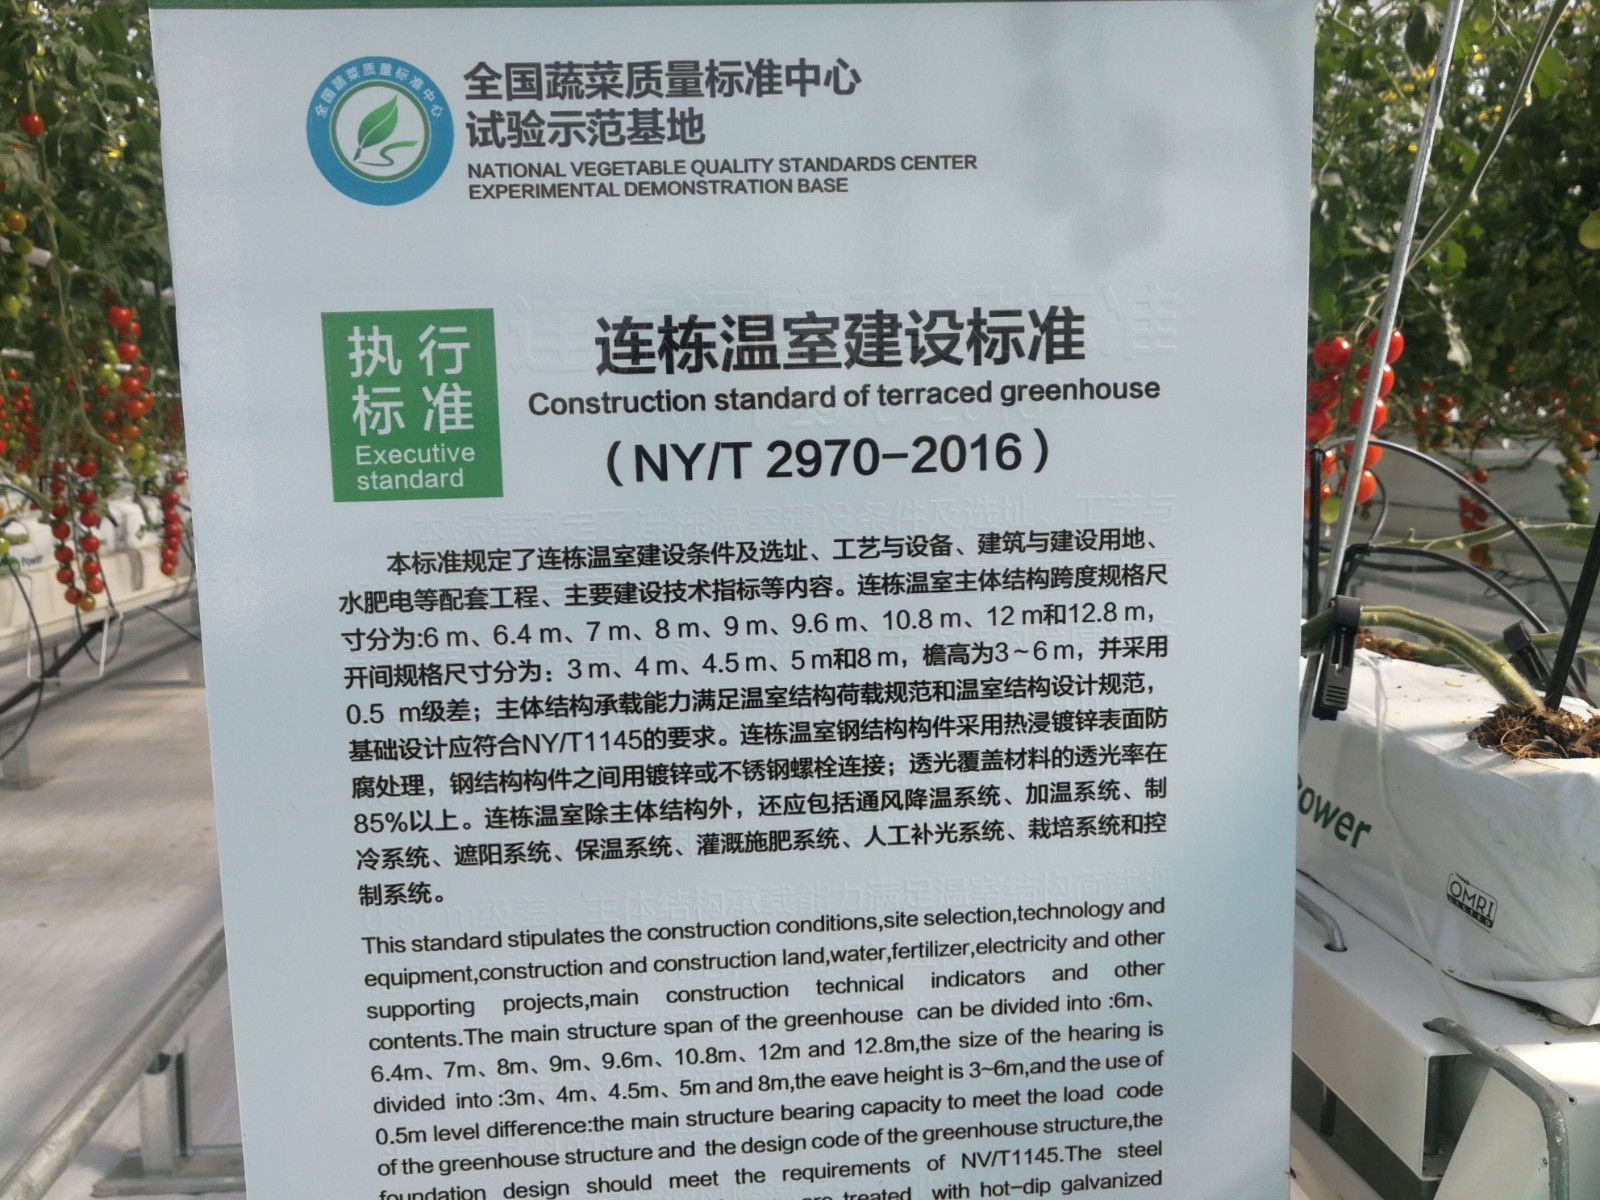 全国蔬菜质量标准中心
全国蔬菜质量标准中心
试验示范基地
NATIONAL VEGETABLE QUALITY STANDARDS CENTER
EXPERIMENTAL DEMONSTRATION BASE
执行
标准
Executive
standard
连栋温室建设标准
Construction standard of terraced greenhouse
（NY/T 2970-2016）
本标准规定了连栋温室建设条件及选址、工艺与设备、建筑与建设用地、
水肥电等配套工程、主要建设技术指标等内容。连栋温室主体结构跨度规格尺
寸分为:6 m、6.4 m、7 m、8 m、9 m、9.6 m、10.8 m、12 m和12.8 m，
开间规格尺寸分为：3 m、4 m、4.5 m、5 m和8 m，檐高为3~6 m，并采用
0.5 m级差；主体结构承载能力满足温室结构荷载规范和温室结构设计规范，
基础设计应符合NY/T1145的要求。连栋温室钢结构构件采用热浸镀锌表面防
腐处理，钢结构构件之间用镀锌或不锈钢螺栓连接；透光覆盖材料的透光率在
85%以上。连栋温室除主体结构外，还应包括通风降温系统、加温系统、制
冷系统、遮阳系统、保温系统、灌溉施肥系统、人工补光系统、栽培系统和控
制系统。
This standard stipulates the construction conditions,site selection,technology and
equipment,construction and construction land,water,fertilizer,electricity and other
supporting projects,main construction technical indicators and other
contents.The main structure span of the greenhouse can be divided into :6m、
6.4m、7m、8m、9m、9.6m、10.8m、12m and 12.8m,the size of the hearing is
divided into :3m、4m、4.5m、5m and 8m,the eave height is 3~6m,and the use of
0.5m level difference:the main structure bearing capacity to meet the load code
of the greenhouse structure and the design code of the greenhouse structure,the
foundation design should meet the requirements of NV/T1145.The steel
are treated with hot-dip galvanized
ower
OMRI
LISTED